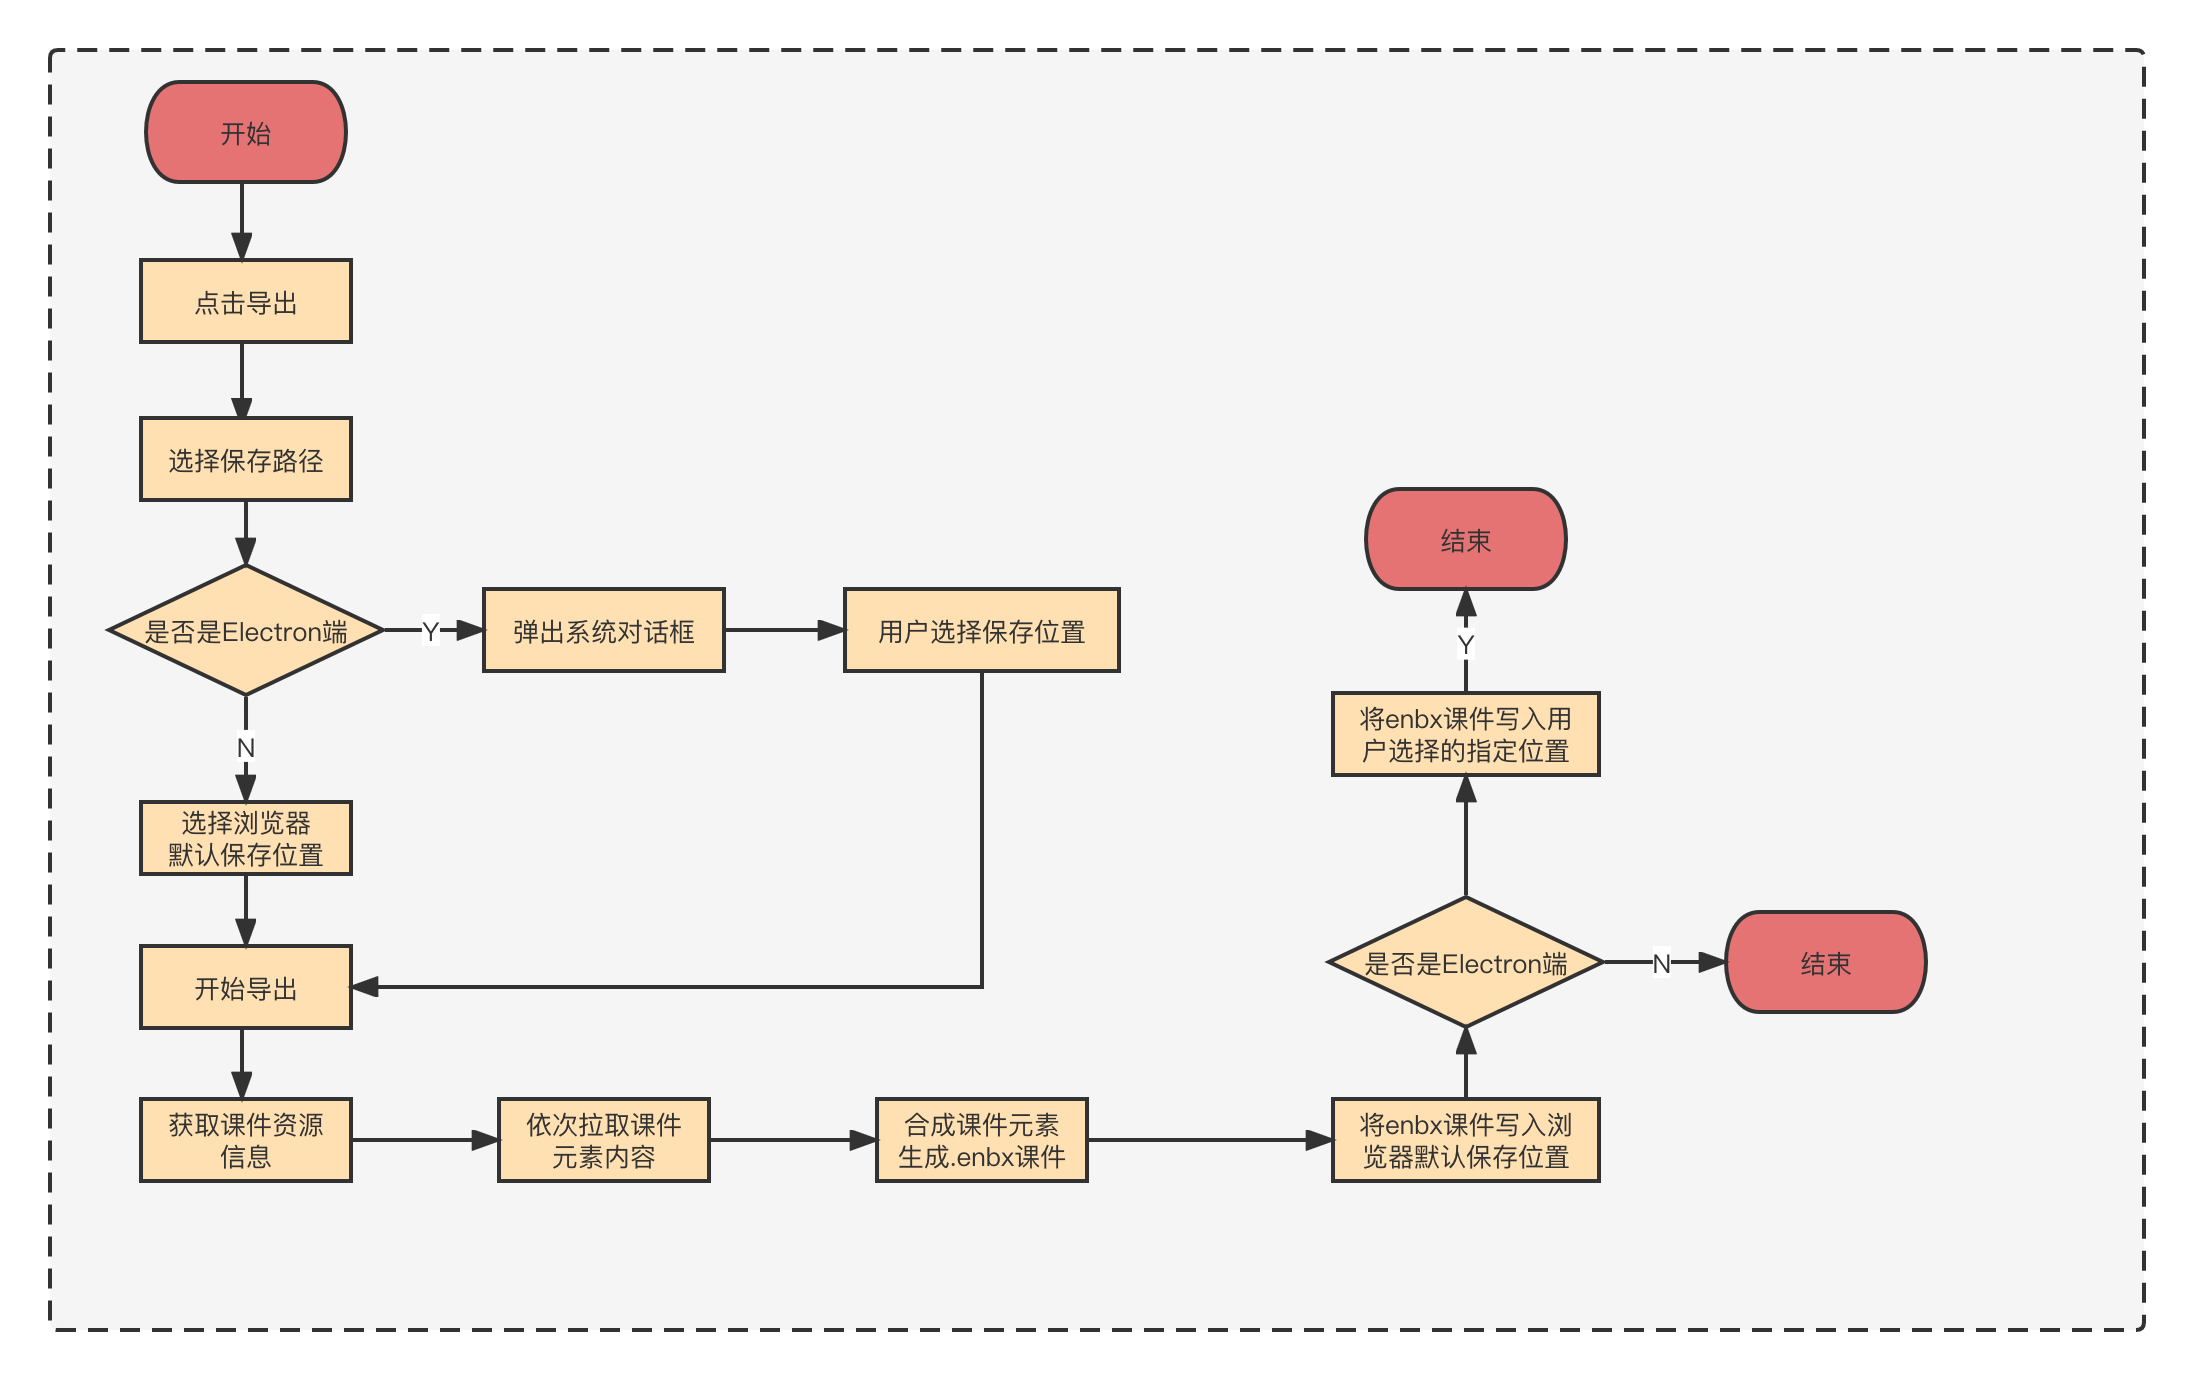 开始
点击导出
选择保存路径
是否是Electron端
Y
弹出系统对话框
用户选择保存位置
N
选择浏览器
默认保存位置
开始导出
获取课件资源
信息
依次拉取课件
元素内容
合成课件元素
生成.enbx课件
将enbx课件写入浏
览器默认保存位置
是否是Electron端
N
结束
将enbx课件写入用
户选择的指定位置
Y
结束